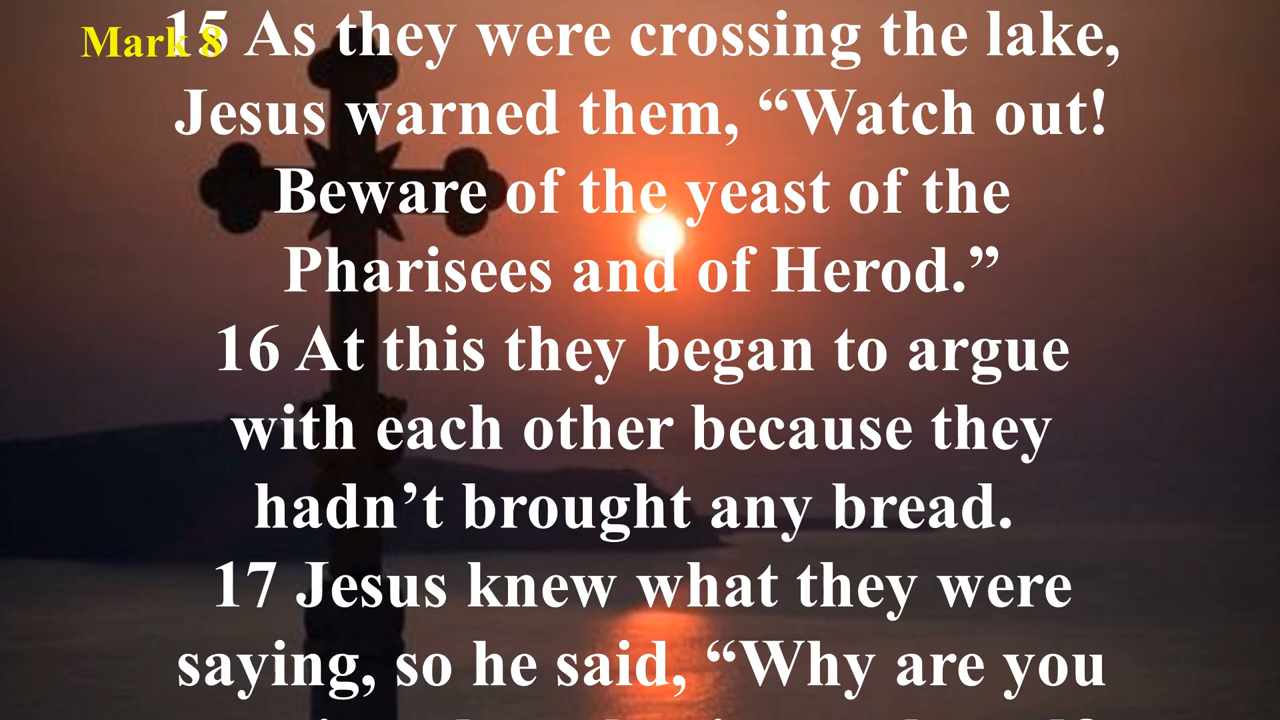 Mark 8
15 As they were crossing the lake,
Jesus warned them, “Watch out!
Beware of the yeast of the
Pharisees and of Herod.”
16 At this they began to argue
with each other because they
hadn’t brought any bread.
17 Jesus knew what they were
saying, so he said, “Why are you